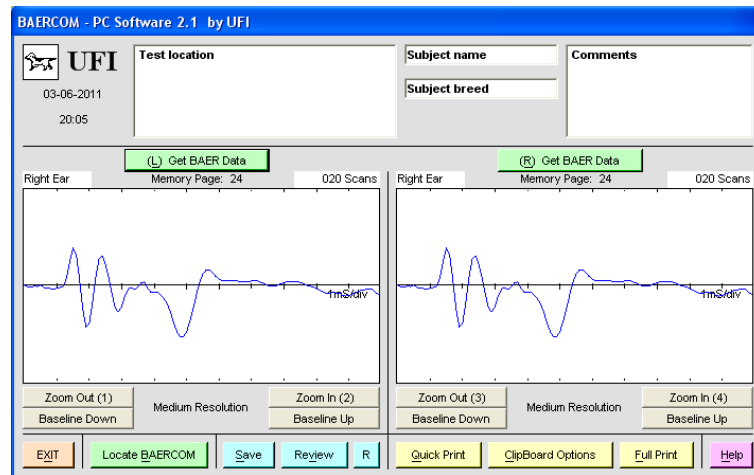 BAERCOM - PC Software 2.1 by UFI
UFI
03-06-2011
20:05
Test location
Subject name
Subject breed
Comments
(L) Get BAER Data
(R) Get BAER Data
Right Ear Memory Page: 24 020 Scans
Right Ear Memory Page: 24 020 Scans
1mS/div
1mS/div
Zoom Out (1)
Baseline Down
Medium Resolution
Zoom In (2)
Baseline Up
Zoom Out (3)
Baseline Down
Medium Resolution
Zoom In (4)
Baseline Up
EXIT
Locate BAERCOM
Save
Review
R
Quick Print
ClipBoard Options
Full Print
Help